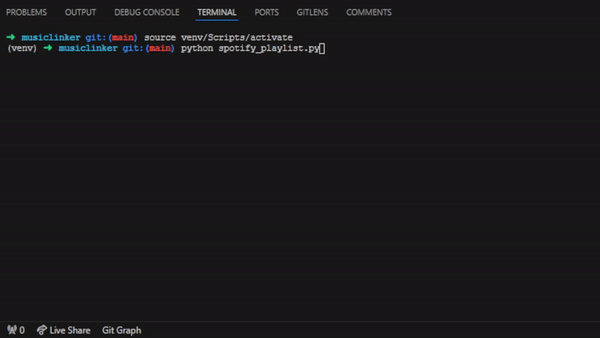 PROBLEMS OUTPUT DEBUG CONSOLE TERMINAL PORTS GITLENS COMMENTS
➜ musiclinker git:(main) source venv/Scripts/activate
(venv) ➜ musiclinker git:(main) python spotify_playlist.py
0 Live Share Git Graph